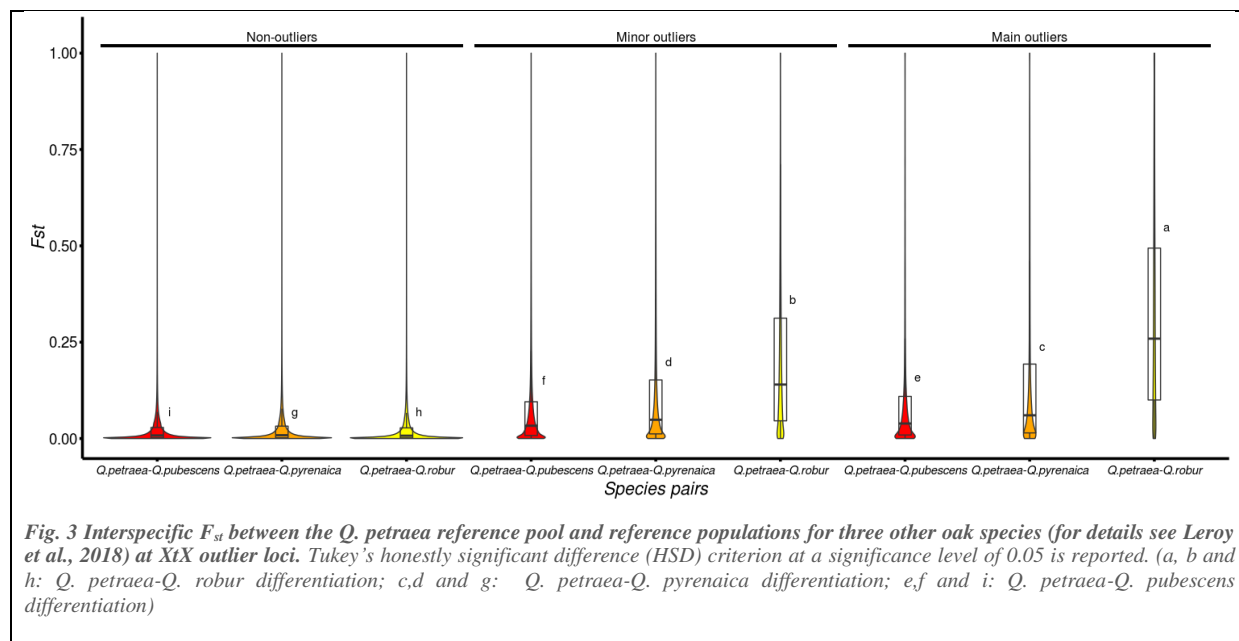 Non-outliers Minor outliers Main outliers
1.00
0.75
0.50
0.25
0.00
Fst
a
b
c
d
e
f
i g h
Q.petraea-Q.pubescens Q.petraea-Q.pyrenaica Q.petraea-Q.robur Q.petraea-Q.pubescens Q.petraea-Q.pyrenaica Q.petraea-Q.robur Q.petraea-Q.pubescens Q.petraea-Q.pyrenaica Q.petraea-Q.robur
Species pairs
Fig. 3 Interspecific Fst between the Q. petraea reference pool and reference populations for three other oak species (for details see Leroy
et al., 2018) at XtX outlier loci. Tukey's honestly significant difference (HSD) criterion at a significance level of 0.05 is reported. (a, b and
h: Q. petraea-Q. robur differentiation; c,d and g: Q. petraea-Q. pyrenaica differentiation; e,f and i: Q. petraea-Q. pubescens
differentiation)